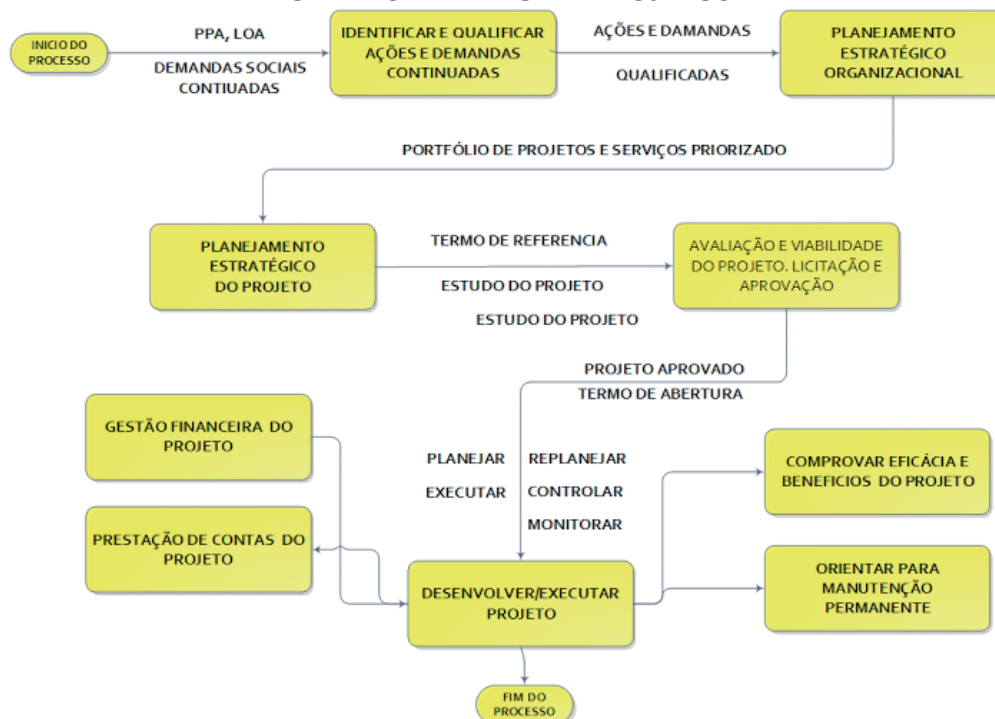 INICIO DO
PROCESSO
PPA, LOA
DEMANDAS SOCIAIS
CONTIUADAS
IDENTIFICAR E QUALIFICAR
AÇÕES E DEMANDAS
CONTINUADAS
AÇÕES E DAMANDAS
QUALIFICADAS
PLANEJAMENTO
ESTRATÉGICO
ORGANIZACIONAL
PORTFÓLIO DE PROJETOS E SERVIÇOS PRIORIZADO
PLANEJAMENTO
ESTRATÉGICO
DO PROJETO
TERMO DE REFERENCIA
ESTUDO DO PROJETO
ESTUDO DO PROJETO
AVALIAÇÃO E VIABILIDADE
DO PROJETO. LICITAÇÃO E
APROVAÇÃO
PROJETO APROVADO
TERMO DE ABERTURA
GESTÃO FINANCEIRA DO
PROJETO
PLANEJAR
EXECUTAR
REPLANEJAR
CONTROLAR
MONITORAR
COMPROVAR EFICÁCIA E
BENEFICIOS DO PROJETO
PRESTAÇÃO DE CONTAS DO
PROJETO
DESENVOLVER/EXECUTAR
PROJETO
ORIENTAR PARA
MANUTENÇÃO
PERMANENTE
FIM DO
PROCESSO